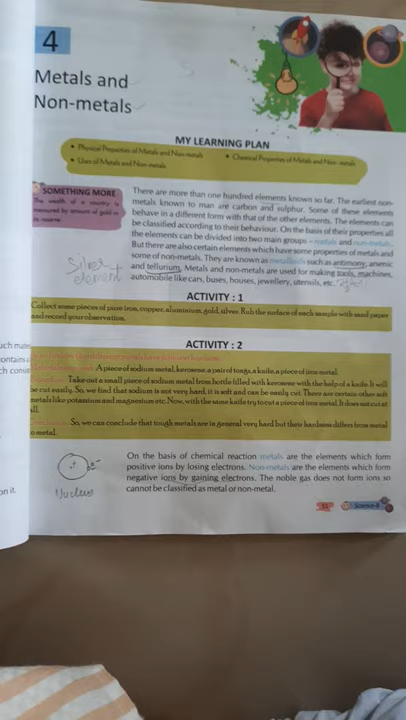 4
Metals and
Non-metals
MY LEARNING PLAN
• Physical Properties of Metals and Non-metals
• Chemical Properties of Metals and Non-metals
• Uses of Metals and Non-metals
SOMETHING MORE
The wealth of a country is
measured by amount of gold in
its reserve
There are more than one hundred elements known so far. The earliest non-
metals known to man are carbon and sulphur. Some of these elements
behave in a different form with that of the other elements. The elements can
be classified according to their behaviour. On the basis of their properties all
the elements can be divided into two main groups – metals and non-metals.
But there are also certain elements which have some properties of metals and
some of non-metals. They are known as metalloids such as antimony, arsenic
and tellurium. Metals and non-metals are used for making tools, machines,
automobile like cars, buses, houses, jewellery, utensils, etc.
Silver
element
ACTIVITY : 1
Collect some pieces of pure iron, copper, aluminium, gold, silver. Rub the surface of each sample with sand paper
and record your observation.
ACTIVITY : 2
A piece of sodium metal, kerosene, a pair of tongs, a knife, a piece of iron metal.
Take out a small piece of sodium metal from bottle filled with kerosene with the help of a knife. It will
be cut easily. So, we find that sodium is not very hard, it is soft and can be easily cut. There are certain other soft
metals like potassium and magnesium etc. Now, with the same knife try to cut a piece of iron metal. It does not cut at
all.
So, we can conclude that tough metals are in general very hard but their hardness differs from metal
to metal.
On the basis of chemical reaction metals are the elements which form
positive ions by losing electrons. Non-metals are the elements which form
negative ions by gaining electrons. The noble gas does not form ions so
cannot be classified as metal or non-metal.
+
e⁻
Nucleus
Science-8
uch mater
ontains a
on it.